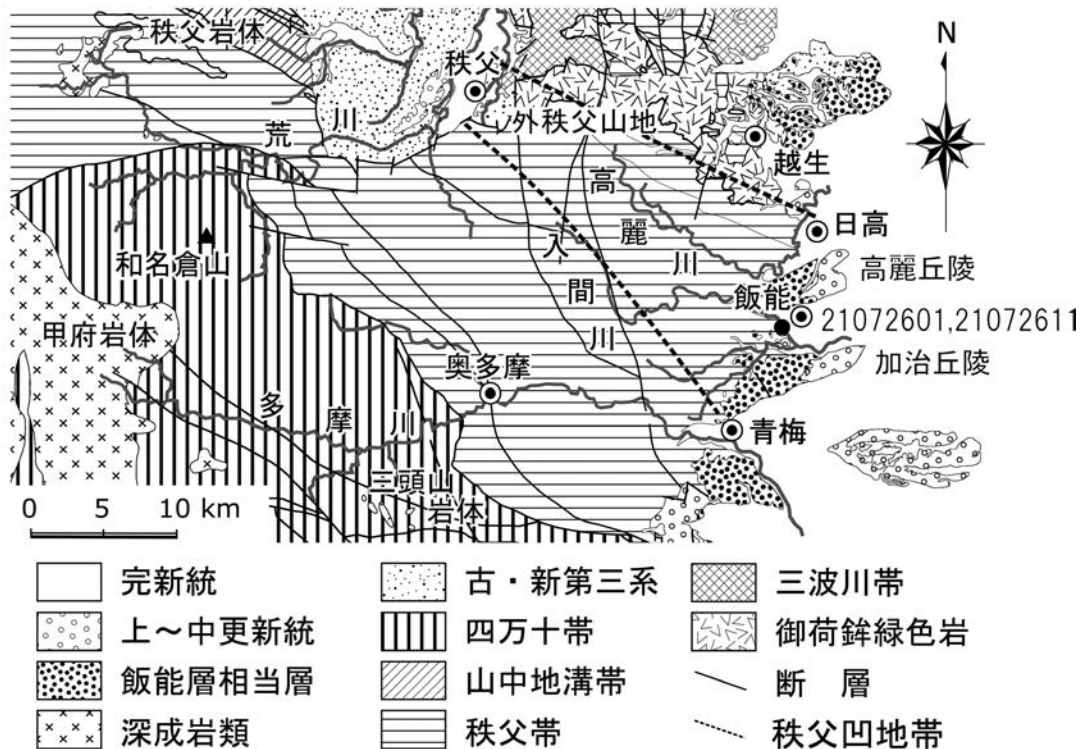 秩父岩体
秩父
N
荒川
外秩父山地
越生
高麗川
日高
入間川
和名倉山
高麗丘陵
飯能
甲府岩体
21072601,21072611
加治丘陵
奥多摩
多摩川
青梅
三頭山
岩体
0 5 10 km
完新統
古・新第三系
三波川帯
上～中更新統
四万十帯
御荷鉾緑色岩
飯能層相当層
山中地溝帯
断 層
深成岩類
秩父帯
秩父凹地帯